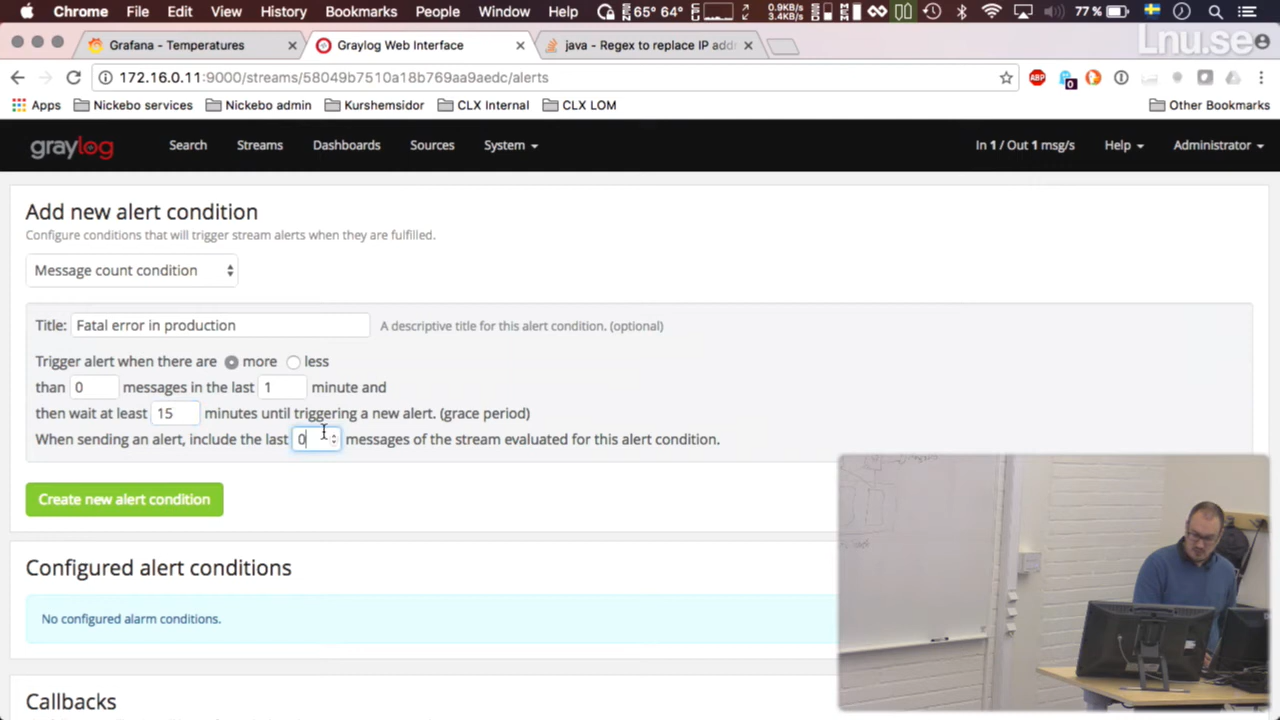 Chrome File Edit View History Bookmarks People Window Help 65° 64° 0.9KB/s 3.4KB/s 77%
Lnu.se
Grafana - Temperatures
Graylog Web Interface
java - Regex to replace IP add
172.16.0.11:9000/streams/58049b7510a18b769aa9aedc/alerts
ABP
0
Apps Nickebo services Nickebo admin Kurshemsidor CLX Internal CLX LOM Other Bookmarks
graylog Search Streams Dashboards Sources System In 1 / Out 1 msg/s Help Administrator
Add new alert condition
Configure conditions that will trigger stream alerts when they are fulfilled.
Message count condition
Title: Fatal error in production A descriptive title for this alert condition. (optional)
Trigger alert when there are more less
than 0 messages in the last 1 minute and
then wait at least 15 minutes until triggering a new alert. (grace period)
When sending an alert, include the last 0 messages of the stream evaluated for this alert condition.
Create new alert condition
Configured alert conditions
No configured alarm conditions.
Callbacks